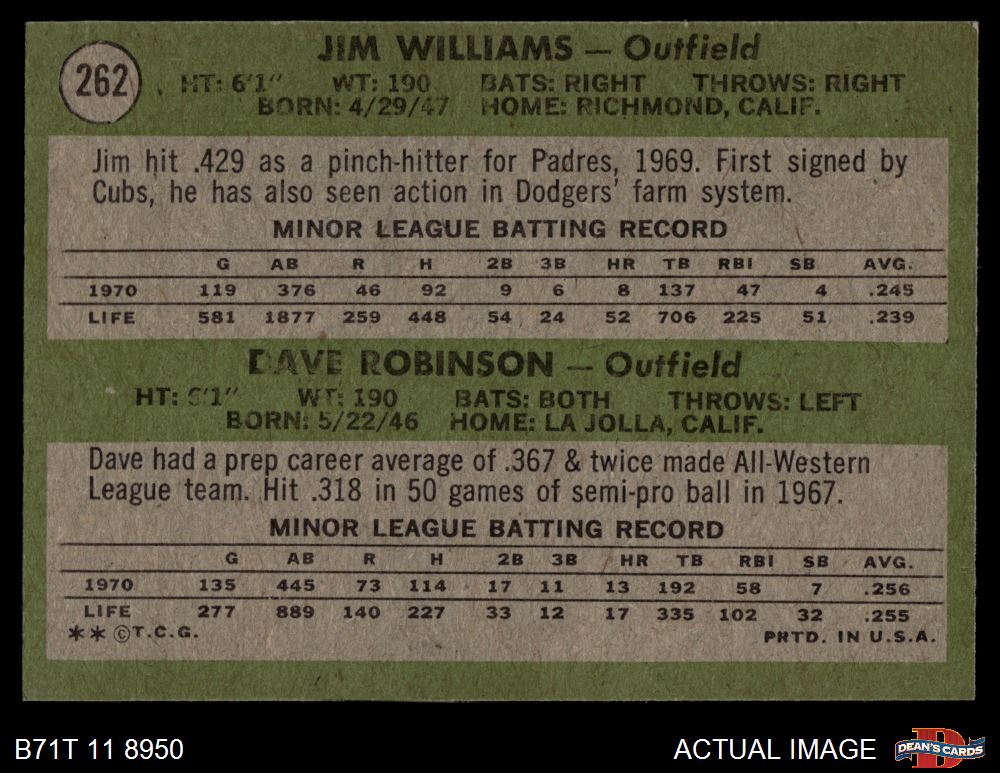 262
JIM WILLIAMS — Outfield
HT: 6'1" WT: 190 BATS: RIGHT THROWS: RIGHT
BORN: 4/29/47 HOME: RICHMOND, CALIF.
Jim hit .429 as a pinch-hitter for Padres, 1969. First signed by
Cubs, he has also seen action in Dodgers' farm system.
MINOR LEAGUE BATTING RECORD
G AB R H 2B 3B HR TB RBI SB AVG.
1970 119 376 46 92 9 6 8 137 47 4 .245
LIFE 581 1877 259 448 54 24 52 706 225 51 .239
DAVE ROBINSON — Outfield
HT: 6'1" WT: 190 BATS: BOTH THROWS: LEFT
BORN: 5/22/46 HOME: LA JOLLA, CALIF.
Dave had a prep career average of .367 & twice made All-Western
League team. Hit .318 in 50 games of semi-pro ball in 1967.
MINOR LEAGUE BATTING RECORD
G AB R H 2B 3B HR TB RBI SB AVG.
1970 135 445 73 114 17 11 13 192 58 7 .256
LIFE 277 889 140 227 33 12 17 335 102 32 .255
** ©T.C.G. PRTD. IN U.S.A.
B71T 11 8950 ACTUAL IMAGE DEAN'S CARDS